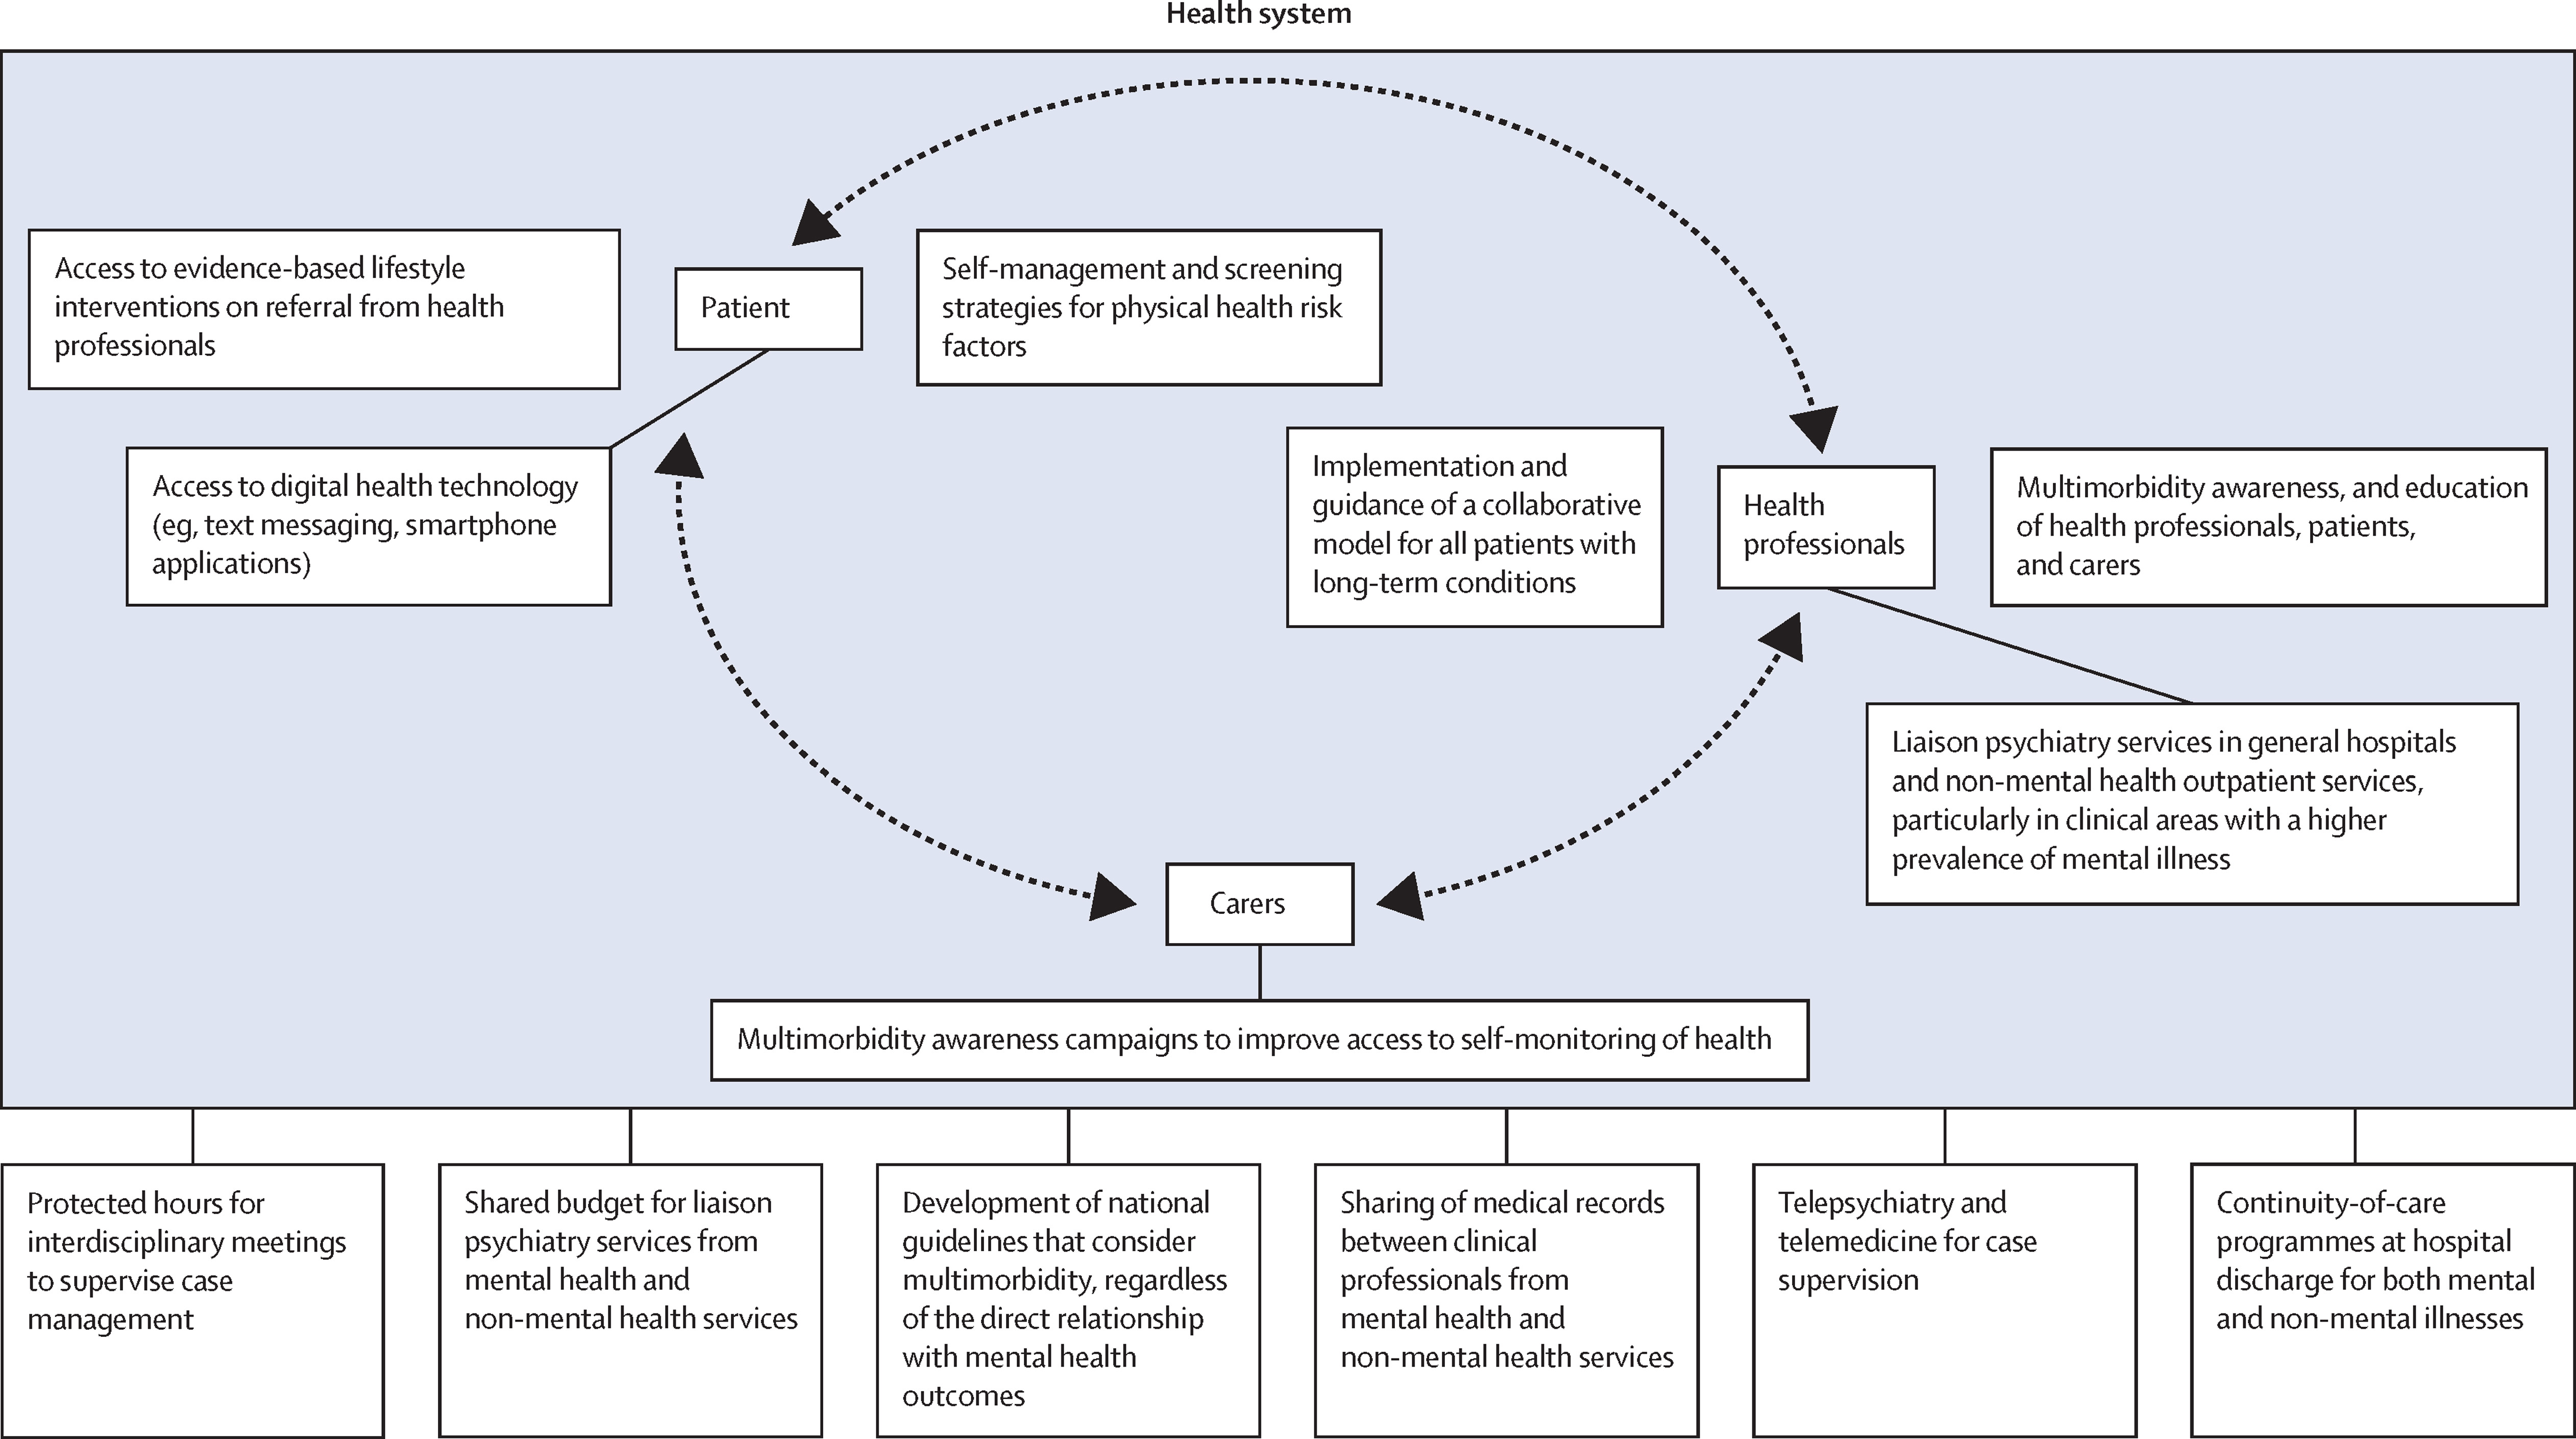 Health system
Access to evidence-based lifestyle
interventions on referral from health
professionals
Patient
Self-management and screening
strategies for physical health risk
factors
Access to digital health technology
(eg, text messaging, smartphone
applications)
Implementation and
guidance of a collaborative
model for all patients with
long-term conditions
Health
professionals
Multimorbidity awareness, and education
of health professionals, patients,
and carers
Liaison psychiatry services in general hospitals
and non-mental health outpatient services,
particularly in clinical areas with a higher
prevalence of mental illness
Carers
Multimorbidity awareness campaigns to improve access to self-monitoring of health
Protected hours for
interdisciplinary meetings
to supervise case
management
Shared budget for liaison
psychiatry services from
mental health and
non-mental health services
Development of national
guidelines that consider
multimorbidity, regardless
of the direct relationship
with mental health
outcomes
Sharing of medical records
between clinical
professionals from
mental health and
non-mental health services
Telepsychiatry and
telemedicine for case
supervision
Continuity-of-care
programmes at hospital
discharge for both mental
and non-mental illnesses